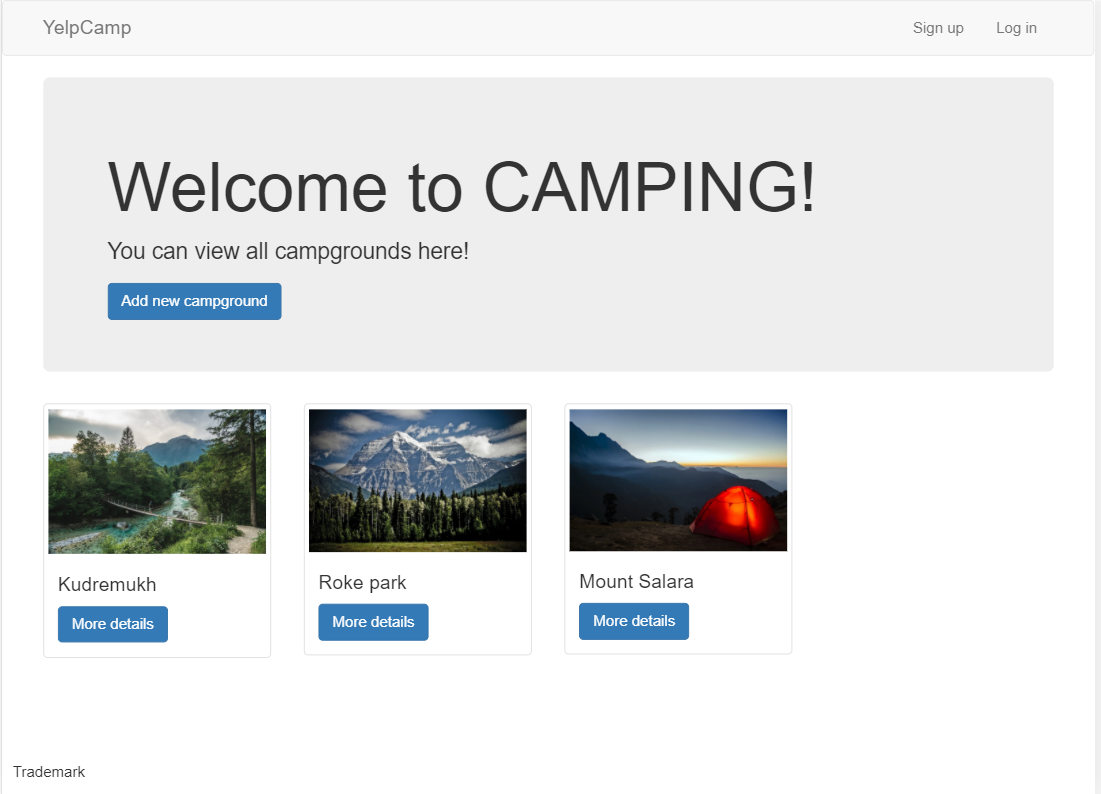 YelpCamp
Sign up
Log in
Welcome to CAMPING!
You can view all campgrounds here!
Add new campground
Kudremukh
More details
Roke park
More details
Mount Salara
More details
Trademark